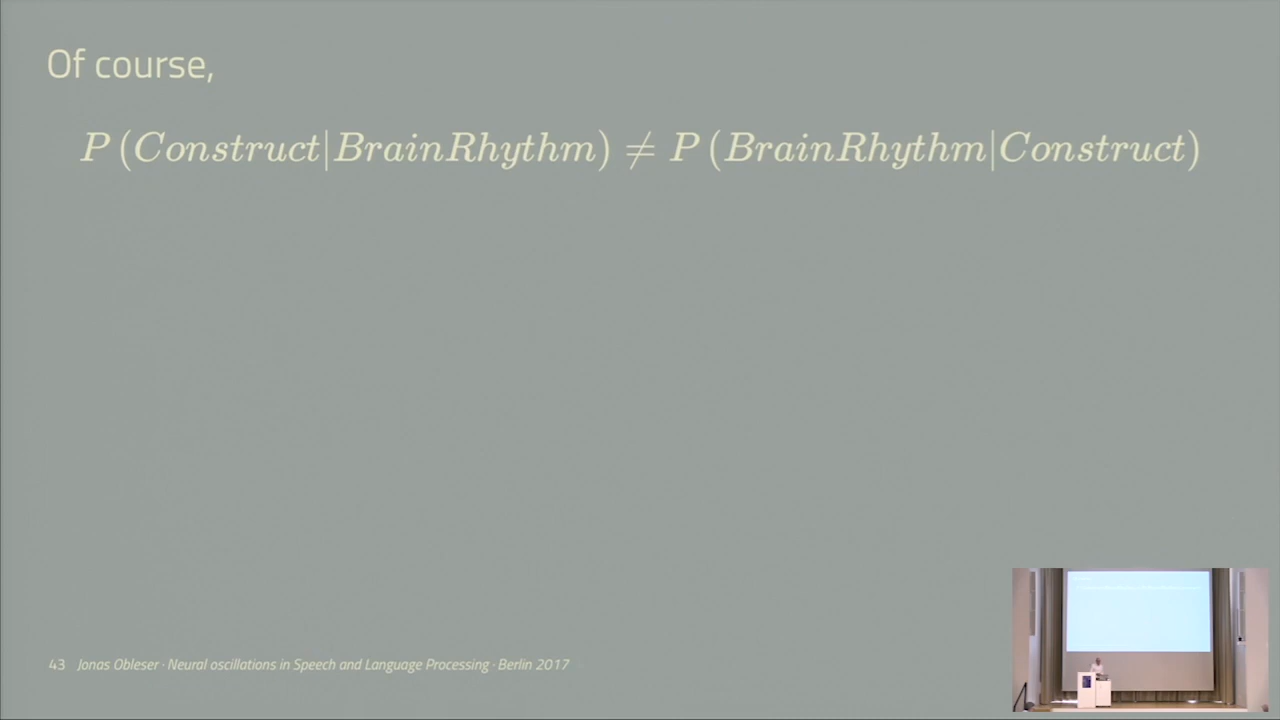 Of course,
P (Construct|BrainRhythm) ≠ P (BrainRhythm|Construct)
43 Jonas Obleser · Neural oscillations in Speech and Language Processing · Berlin 2017